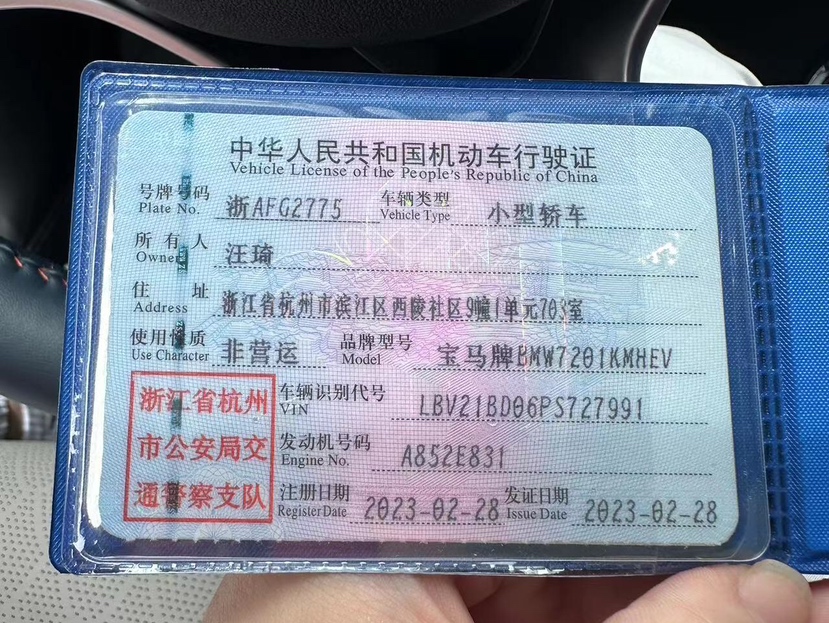 中华人民共和国机动车行驶证
Vehicle License of the People's Republic of China
号牌号码 浙AFG2775 车辆类型 小型轿车
Plate No. Vehicle Type
所有人 汪琦
Owner
住址 浙江省杭州市滨江区西陵社区9幢1单元703室
Address
使用性质 非营运 品牌型号 宝马牌BMW7201KMHEV
Use Character Model
浙江省杭州 车辆识别代号 LBV21BD06PS727991
VIN
市公安局交 发动机号码 A852E831
Engine No.
通警察支队 注册日期 2023-02-28 发证日期 2023-02-28
Register Date Issue Date